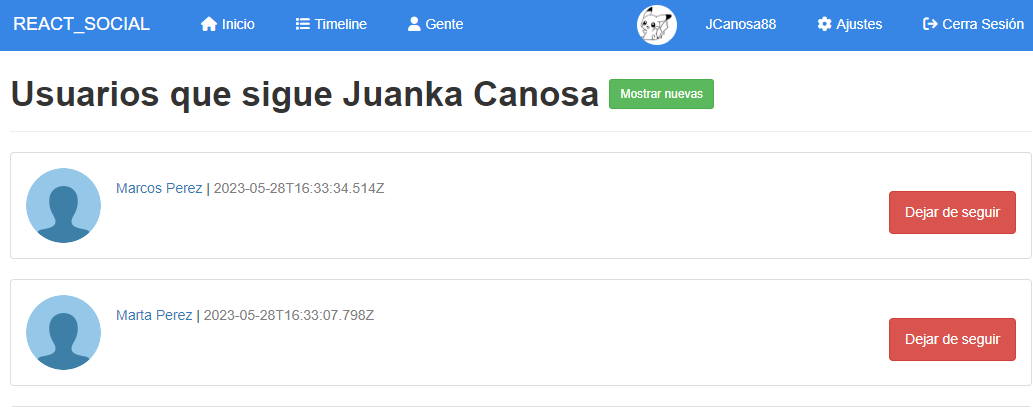 REACT_SOCIAL Inicio Timeline Gente JCanosa88 Ajustes Cerra Sesión
Usuarios que sigue Juanka Canosa Mostrar nuevas
Marcos Perez | 2023-05-28T16:33:34.514Z
Dejar de seguir
Marta Perez | 2023-05-28T16:33:07.798Z
Dejar de seguir